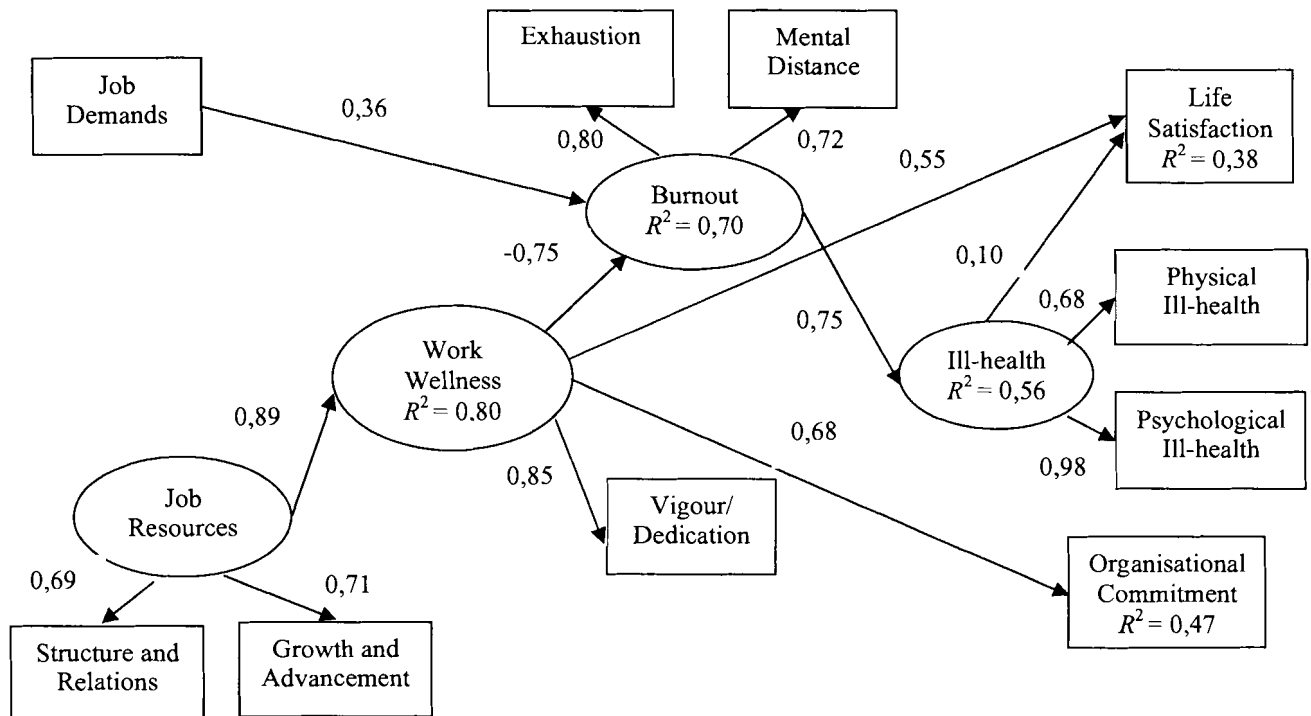 Exhaustion
Mental
Distance
Job
Demands
Life
Satisfaction
R² = 0,38
0,36
0,80
0,72
0,55
Burnout
R² = 0,70
-0,75
0,10
Physical
Ill-health
0,68
0,75
Work
Wellness
R² = 0.80
Ill-health
R² = 0,56
0,89
0,68
Psychological
Ill-health
0,98
0,85
Job
Resources
Vigour/
Dedication
Organisational
Commitment
R² = 0,47
0,69
0,71
Structure and
Relations
Growth and
Advancement